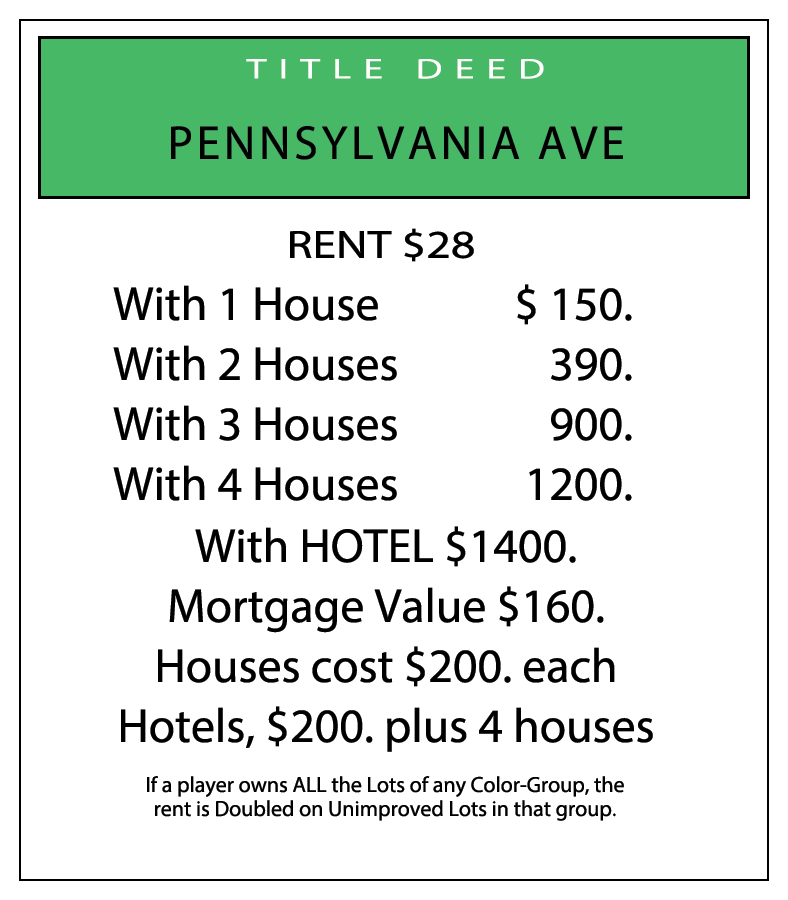 TITLE DEED
PENNSYLVANIA AVE
RENT $28
With 1 House $ 150.
With 2 Houses 390.
With 3 Houses 900.
With 4 Houses 1200.
With HOTEL $1400.
Mortgage Value $160.
Houses cost $200. each
Hotels, $200. plus 4 houses
If a player owns ALL the Lots of any Color-Group, the
rent is Doubled on Unimproved Lots in that group.